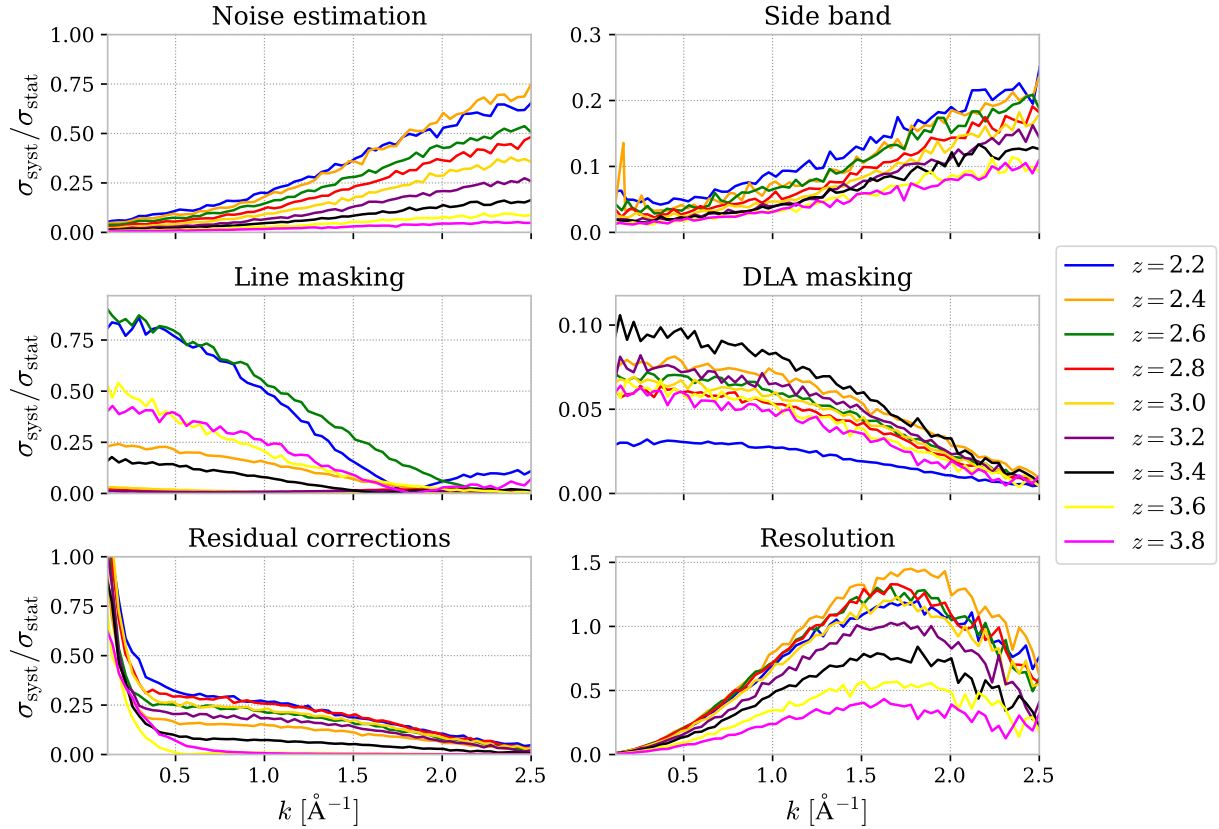 Noise estimation
Side band
1.00
0.75
0.50
0.25
0.00
σsyst/σstat
0.3
0.2
0.1
0.0
Line masking
DLA masking
0.75
0.50
0.25
0.00
σsyst/σstat
0.10
0.05
0.00
z = 2.2
z = 2.4
z = 2.6
z = 2.8
z = 3.0
z = 3.2
z = 3.4
z = 3.6
z = 3.8
Residual corrections
Resolution
1.00
0.75
0.50
0.25
0.00
σsyst/σstat
0.5 1.0 1.5 2.0 2.5
k [Å⁻¹]
1.5
1.0
0.5
0.0
0.5 1.0 1.5 2.0 2.5
k [Å⁻¹]